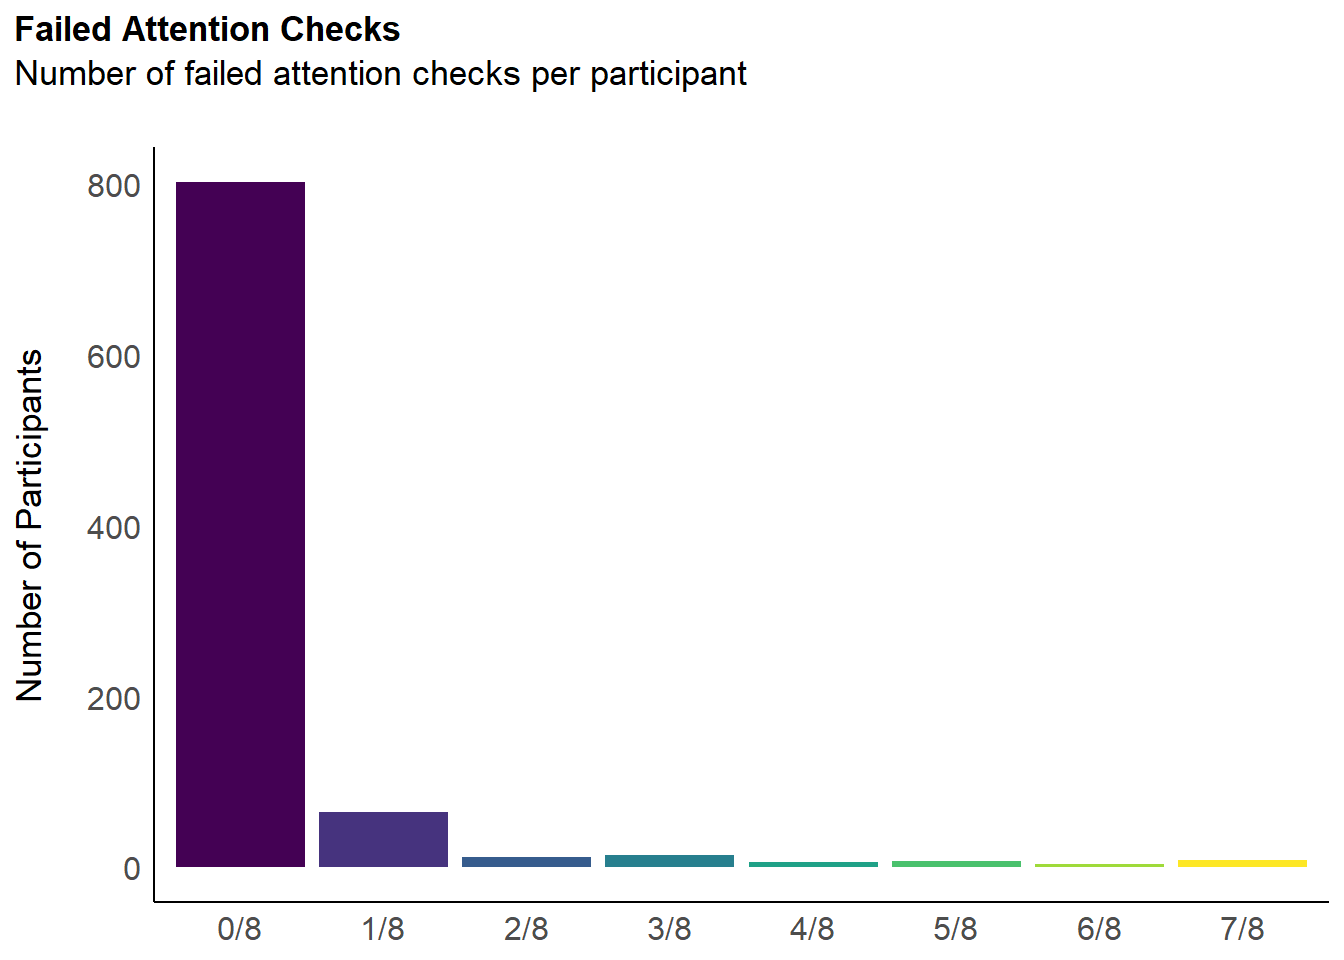 Failed Attention Checks
Number of failed attention checks per participant
Number of Participants
800
600
400
200
0
0/8 1/8 2/8 3/8 4/8 5/8 6/8 7/8